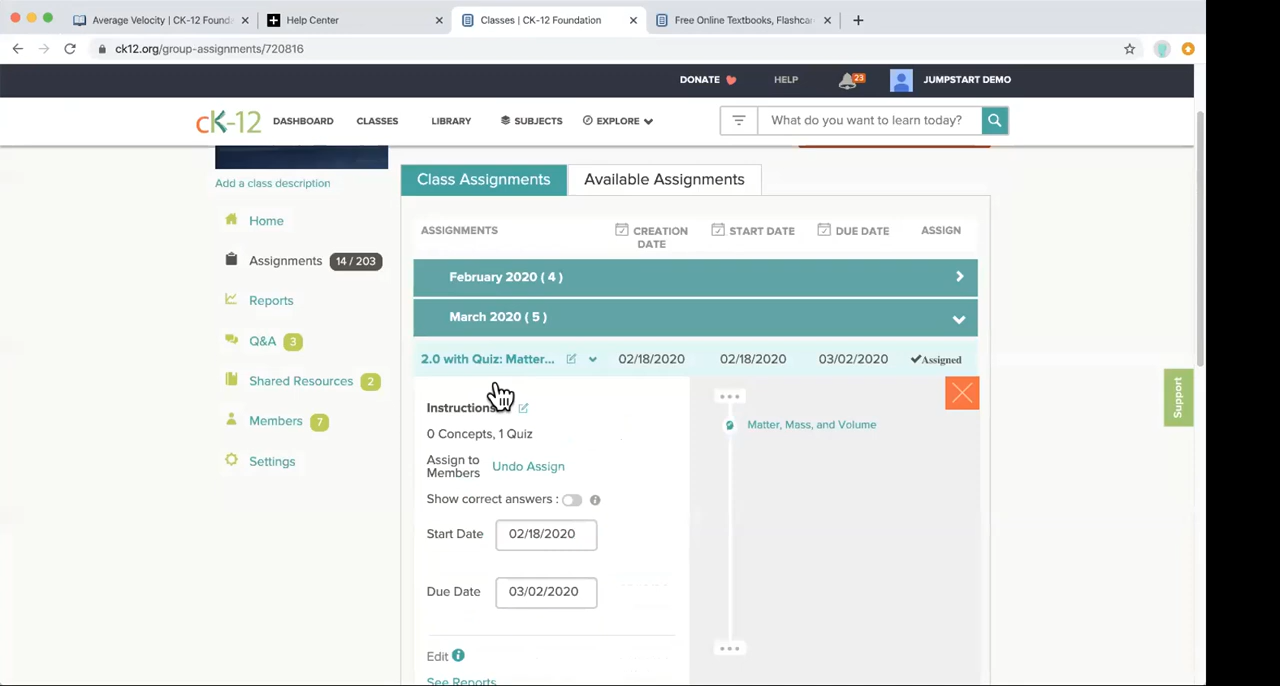 Average Velocity | CK-12 Founda
Help Center
Classes | CK-12 Foundation
Free Online Textbooks, Flashcar
ck12.org/group-assignments/720816
DONATE
HELP
23
JUMPSTART DEMO
cK-12
DASHBOARD
CLASSES
LIBRARY
SUBJECTS
EXPLORE
What do you want to learn today?
Add a class description
Home
Assignments 14 / 203
Reports
Q&A 3
Shared Resources 2
Members 7
Settings
Class Assignments
Available Assignments
ASSIGNMENTS
CREATION
DATE
START DATE
DUE DATE
ASSIGN
February 2020 ( 4 )
March 2020 ( 5 )
2.0 with Quiz: Matter...
02/18/2020
02/18/2020
03/02/2020
Assigned
Instructions
0 Concepts, 1 Quiz
Assign to
Members
Undo Assign
Show correct answers :
Start Date
02/18/2020
Due Date
03/02/2020
Edit
See Reports
Matter, Mass, and Volume
Support